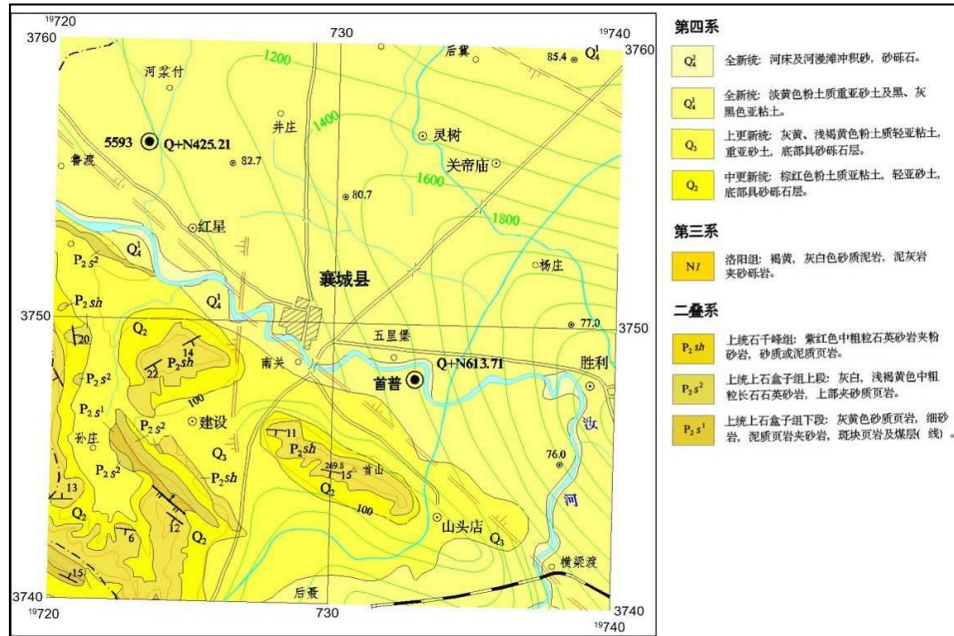 19720
730
19740
3760
3760
后冀
85.4
Q₄¹
河浆付
1200
井庄
1400
5593
Q+N425.21
灵树
鲁渡
82.7
关帝庙
80.7
1600
1800
红星
P₂s²
Q₄¹
襄城县
杨庄
Q₄¹
P₂sh
3750
77.0
3750
Q₂
五里堡
20
14
P₂sh
南关
Q+N613.71
胜利
22
首普
P₂s²
100
P₂s¹
建设
汝
P₂s²
11
P₂sh
孙庄
Q₃
269.8
首山
76.0
P₂s²
P₂sh
15
河
13
Q₂
100
Q₂
山头店
12
6
Q₂
Q₃
横梁渡
15
后聂
3740
3740
19720
730
19740
第四系
Q₄² 全新统：河床及河漫滩冲积砂，砂砾石。
Q₄¹ 全新统：淡黄色粉土质重亚砂土及黑、灰
黑色亚粘土。
Q₃ 上更新统：灰黄、浅褐黄色粉土质轻亚粘土，
重亚砂土，底部具砂砾石层。
Q₂ 中更新统：棕红色粉土质亚粘土，轻亚砂土，
底部具砂砾石层。
第三系
Nl 洛阳组：褐黄，灰白色砂质泥岩，泥灰岩
夹砂砾岩。
二叠系
P₂sh 上统石千峰组：紫红色中粗粒石英砂岩夹粉
砂岩，砂质或泥质页岩。
P₂s² 上统上石盒子组上段：灰白，浅褐黄色中粗
粒长石石英砂岩，上部夹砂质页岩。
P₂s¹ 上统上石盒子组下段：灰黄色砂质页岩，细砂
岩，泥质页岩夹砂岩，斑块页岩及煤层（线）。